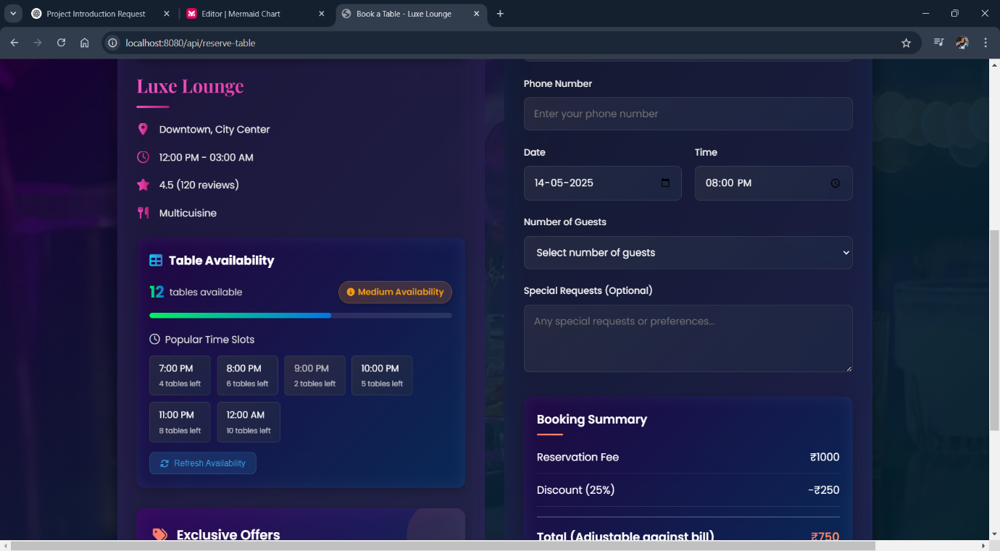 Project Introduction Request
Editor | Mermaid Chart
Book a Table - Luxe Lounge
localhost:8080/api/reserve-table
Luxe Lounge
Downtown, City Center
12:00 PM - 03:00 AM
4.5 (120 reviews)
Multicuisine
Table Availability
12 tables available
Medium Availability
Popular Time Slots
7:00 PM
4 tables left
8:00 PM
6 tables left
9:00 PM
2 tables left
10:00 PM
5 tables left
11:00 PM
8 tables left
12:00 AM
10 tables left
Refresh Availability
Exclusive Offers
Phone Number
Enter your phone number
Date
14-05-2025
Time
08:00 PM
Number of Guests
Select number of guests
Special Requests (Optional)
Any special requests or preferences...
Booking Summary
Reservation Fee ₹1000
Discount (25%) -₹250
Total (Adjustable against bill) ₹750